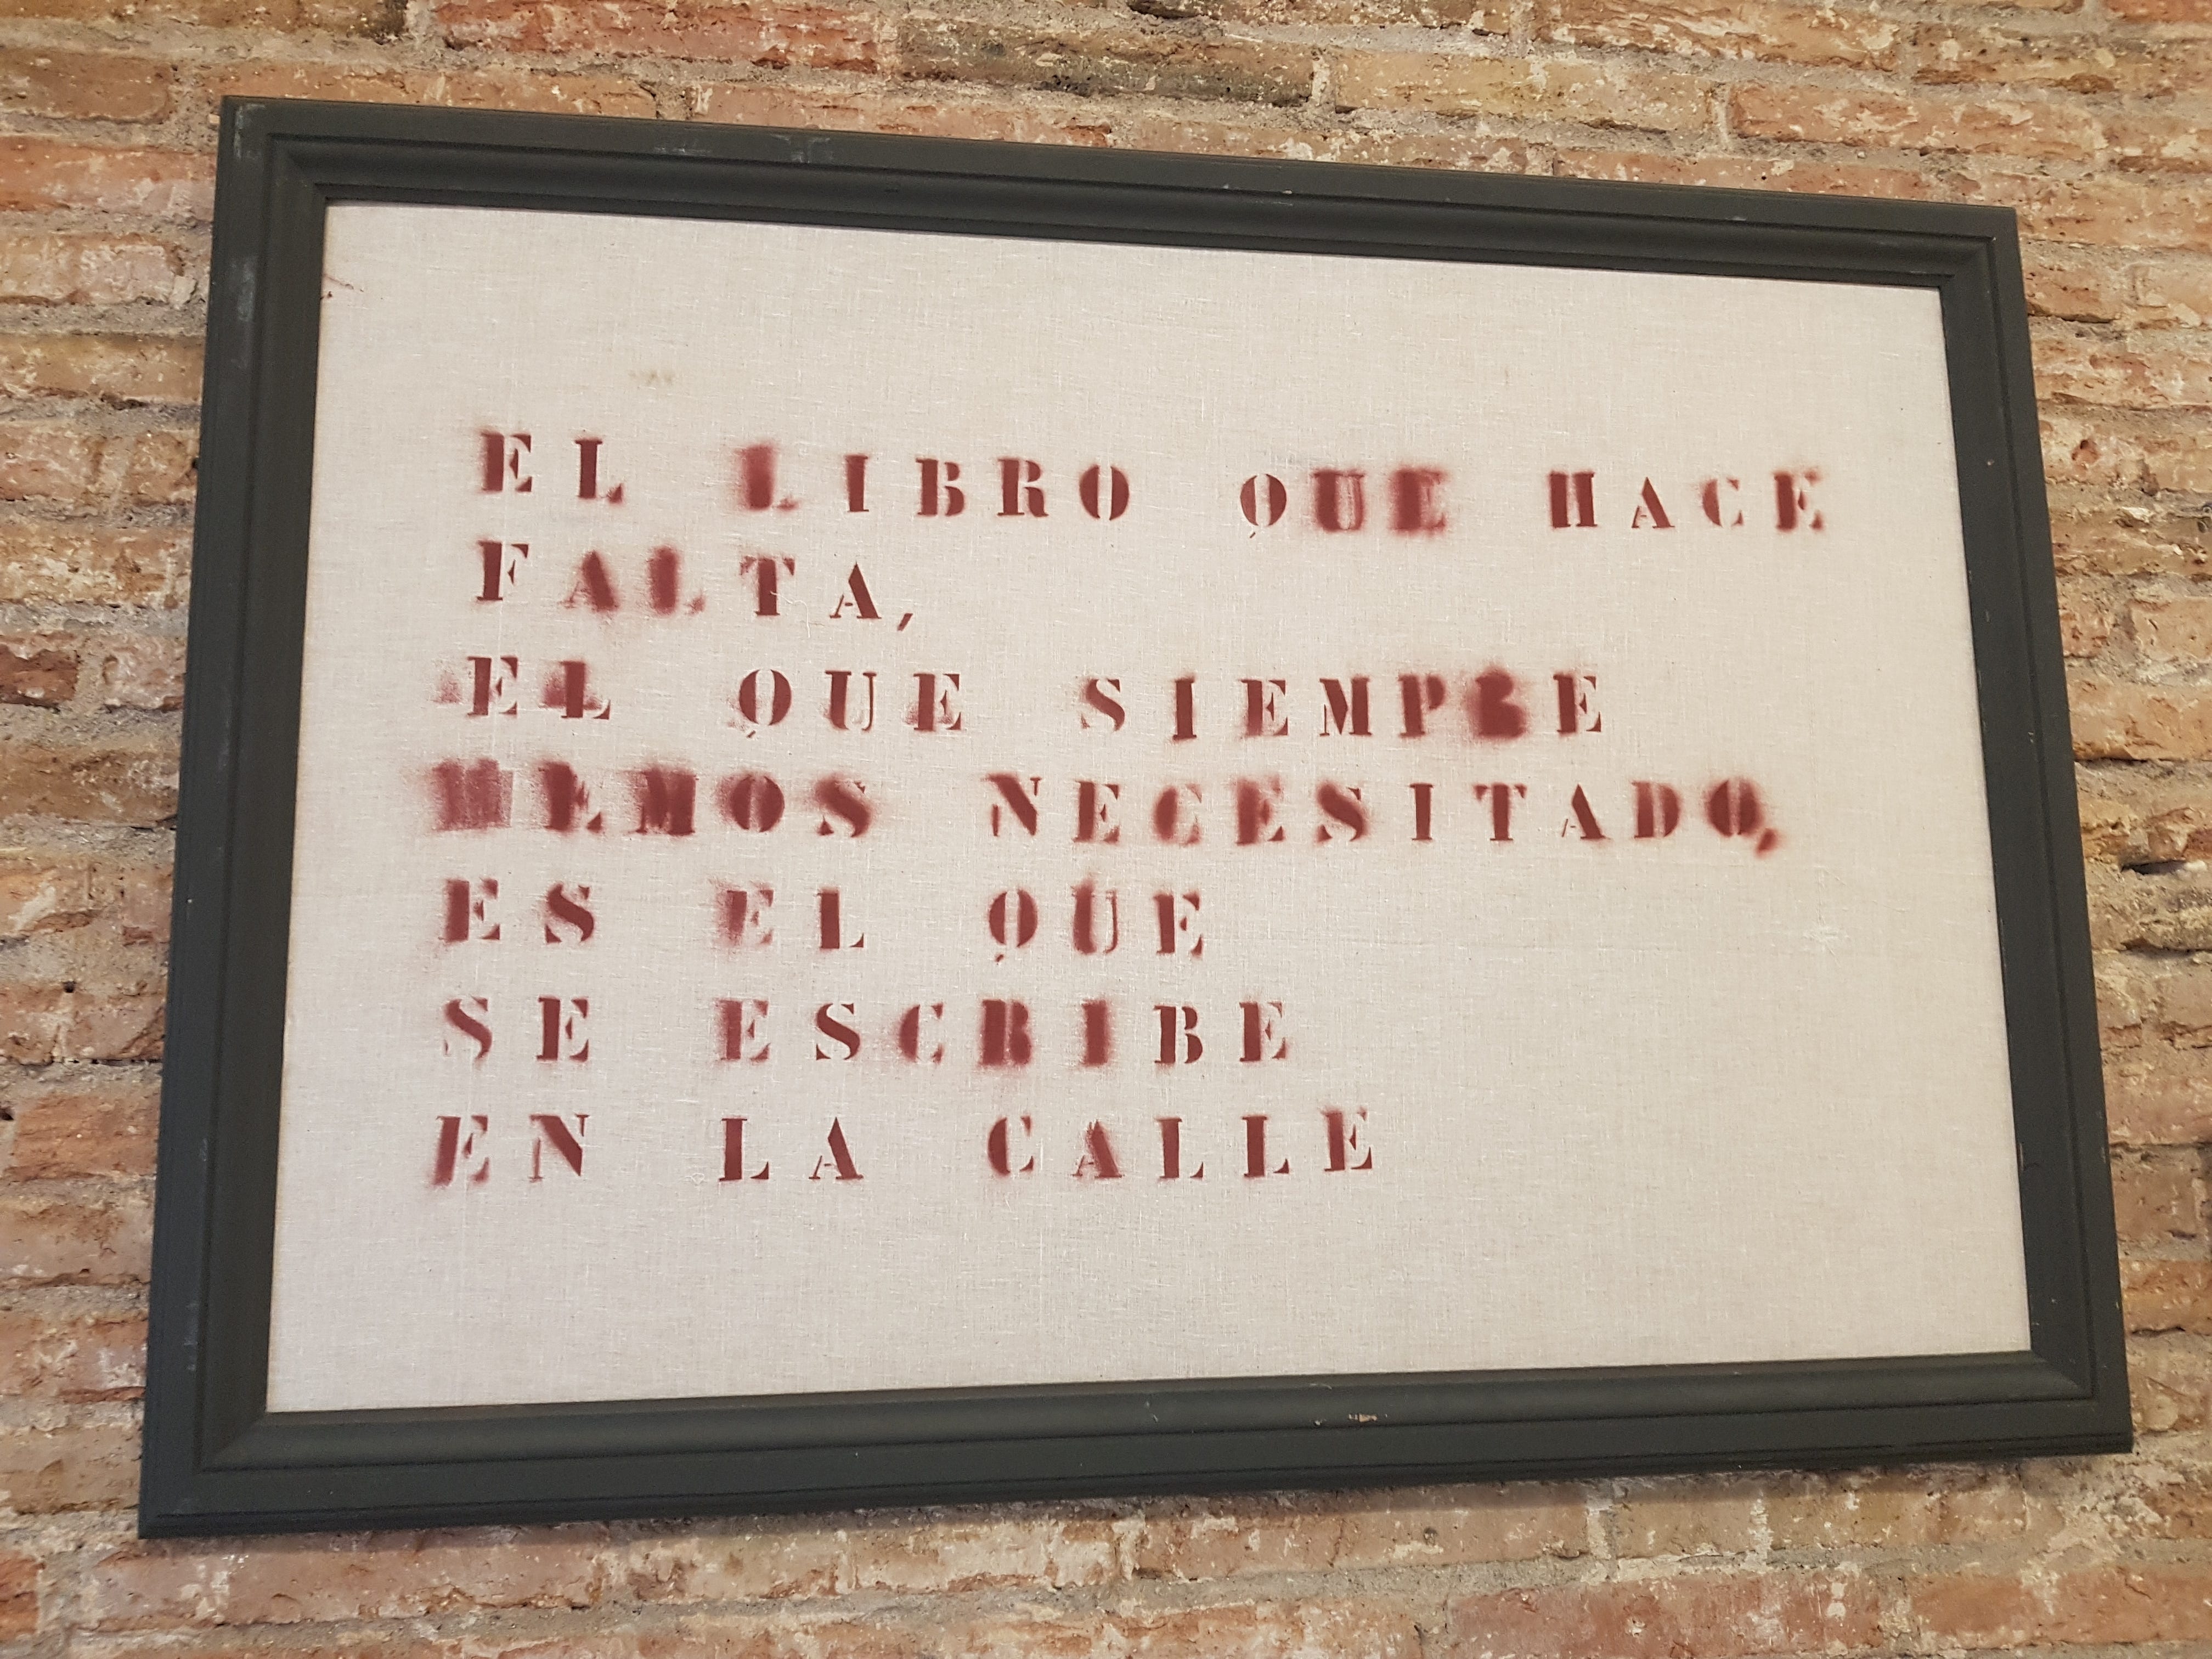 EL LIBRO QUE HACE
FALTA,
EL QUE SIEMPRE
HEMOS NECESITADO,
ES EL QUE
SE ESCRIBE
EN LA CALLE